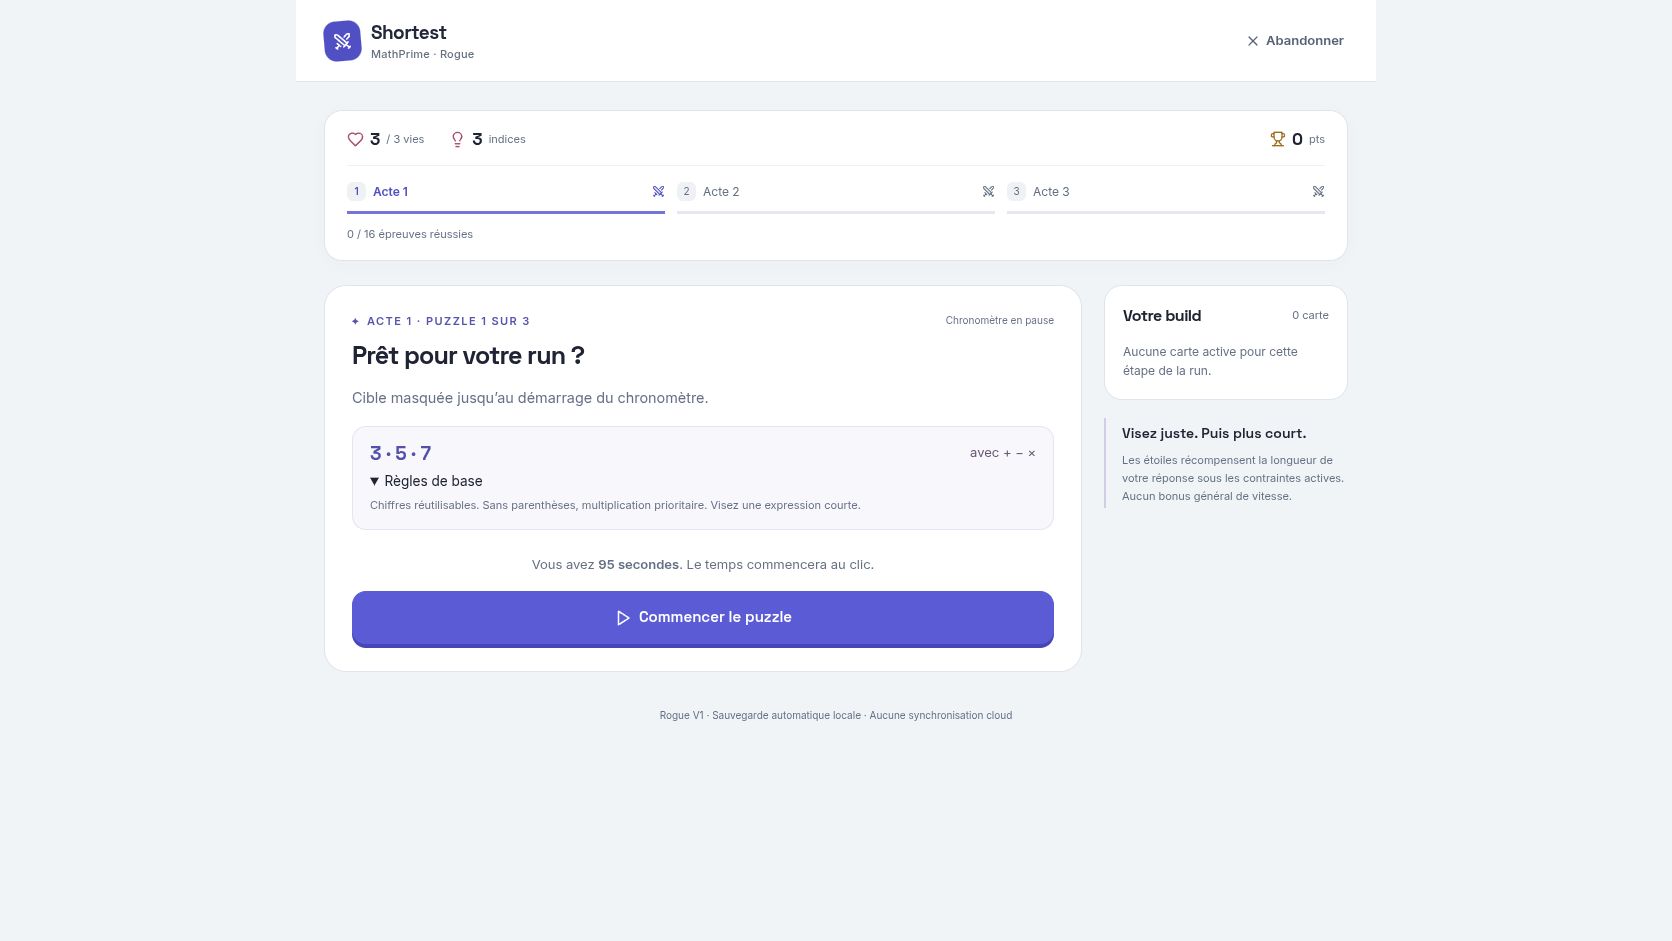 Shortest
MathPrime · Rogue
Abandonner
3 / 3 vies
3 indices
0 pts
1 Acte 1
2 Acte 2
3 Acte 3
0 / 16 épreuves réussies
ACTE 1 · PUZZLE 1 SUR 3
Chronomètre en pause
Prêt pour votre run ?
Cible masquée jusqu’au démarrage du chronomètre.
3 • 5 • 7
avec + − ×
▼ Règles de base
Chiffres réutilisables. Sans parenthèses, multiplication prioritaire. Visez une expression courte.
Vous avez 95 secondes. Le temps commencera au clic.
Commencer le puzzle
Votre build
0 carte
Aucune carte active pour cette
étape de la run.
Visez juste. Puis plus court.
Les étoiles récompensent la longueur de
votre réponse sous les contraintes actives.
Aucun bonus général de vitesse.
Rogue V1 · Sauvegarde automatique locale · Aucune synchronisation cloud